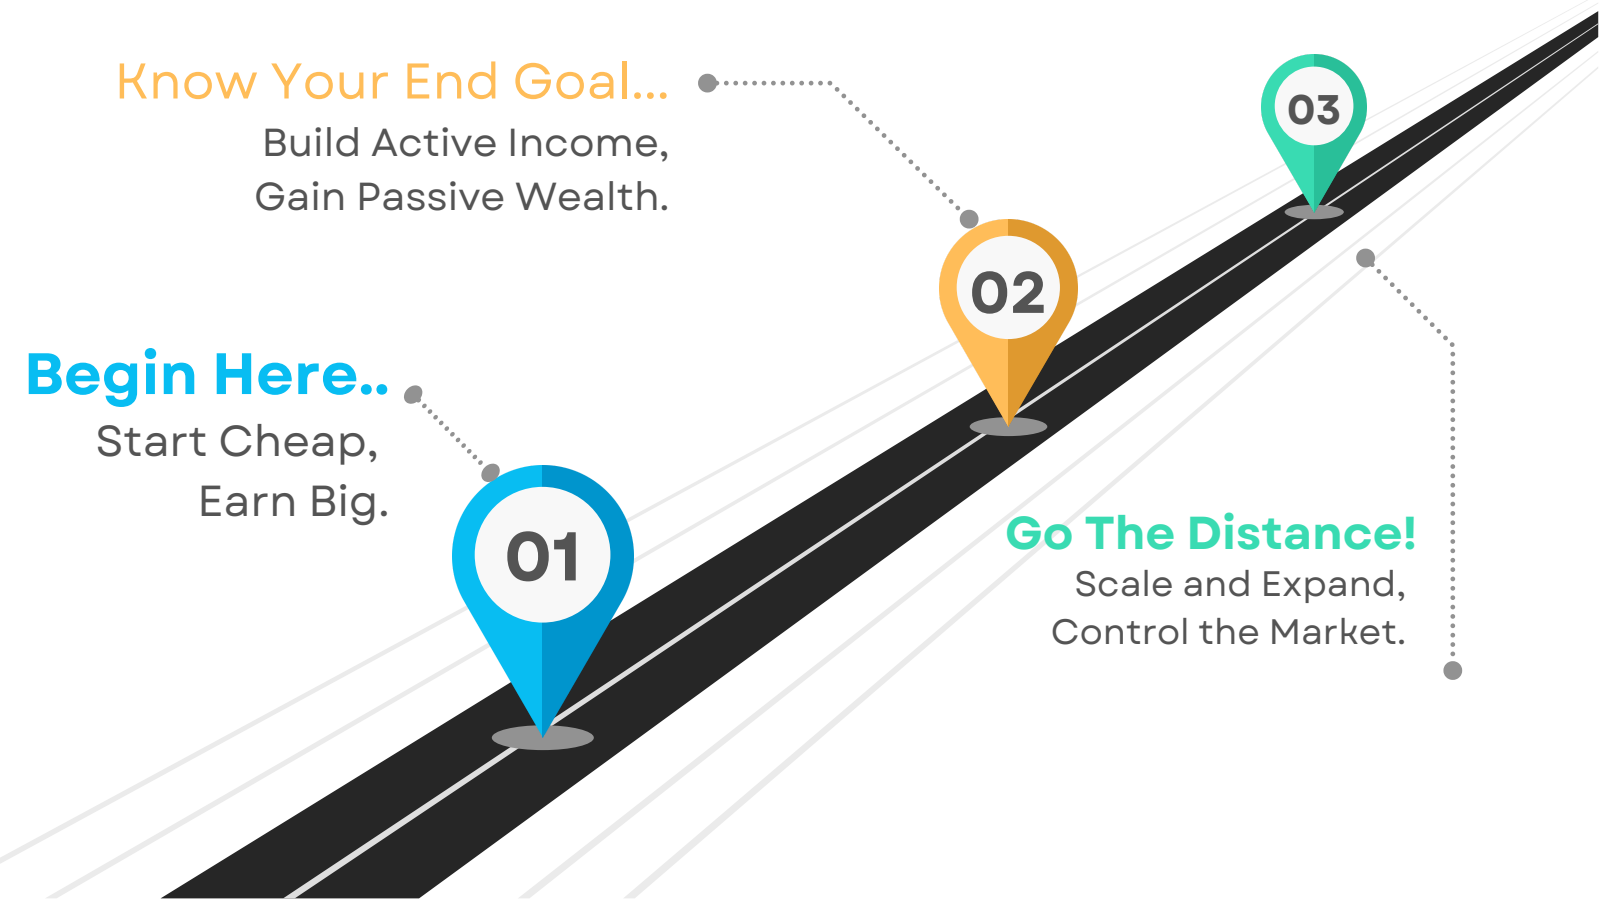 Know Your End Goal...
Build Active Income,
Gain Passive Wealth.
03
02
Begin Here..
Start Cheap,
Earn Big.
01
Go The Distance!
Scale and Expand,
Control the Market.